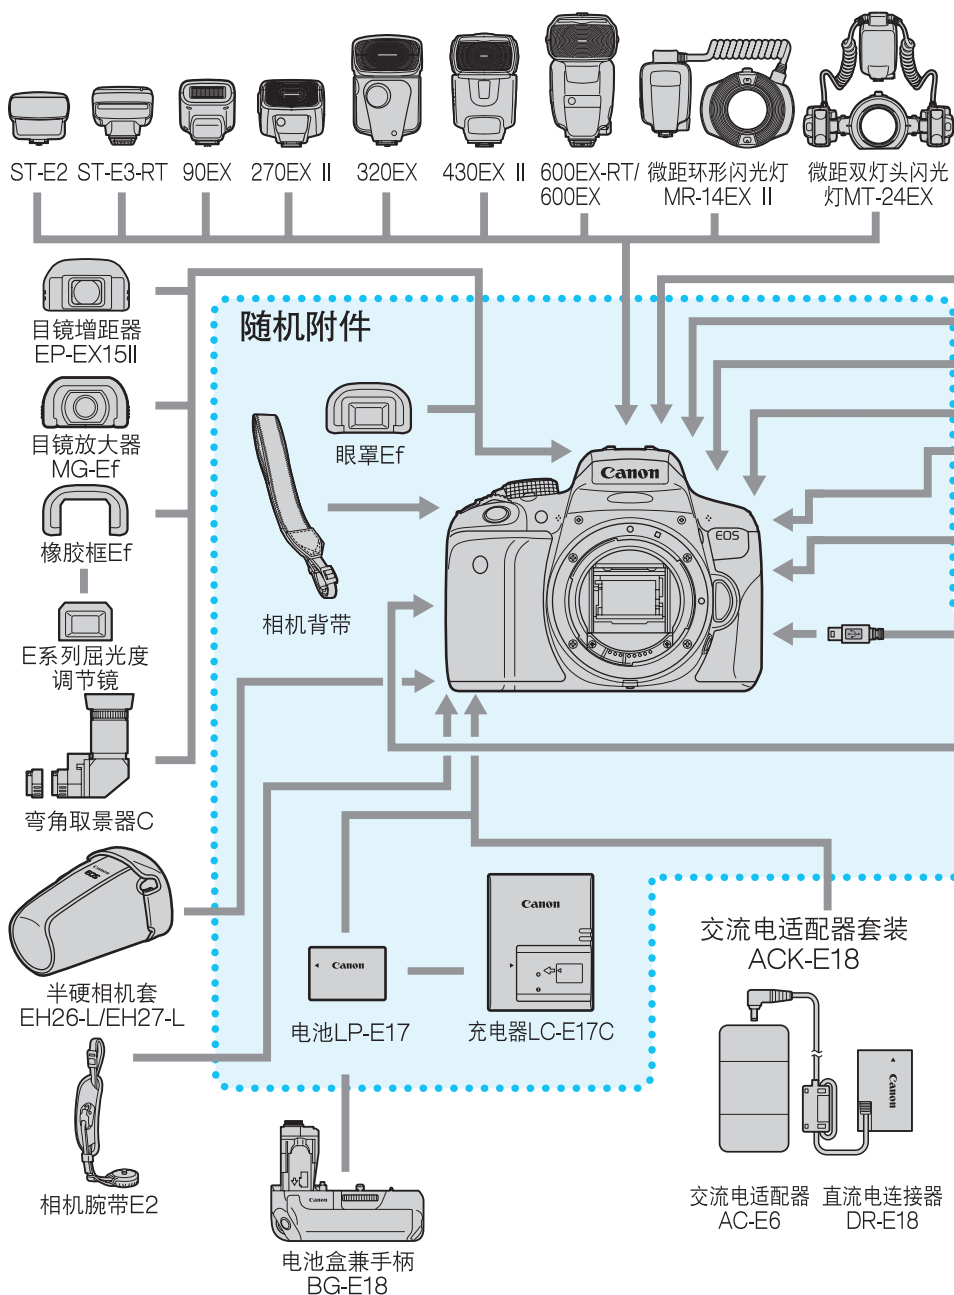 ST-E2 ST-E3-RT 90EX 270EX II 320EX 430EX II 600EX-RT/ 微距环形闪光灯 微距双灯头闪光
600EX MR-14EX II 灯MT-24EX
目镜增距器
EP-EX15II
随机附件
目镜放大器
MG-Ef
眼罩Ef
Canon
EOS
橡胶框Ef
相机背带
E系列屈光度
调节镜
弯角取景器C
Canon
EOS
半硬相机套
EH26-L/EH27-L
Canon
电池LP-E17
Canon
充电器LC-E17C
交流电适配器套装
ACK-E18
Canon
相机腕带E2
Canon
电池盒兼手柄
BG-E18
交流电适配器
AC-E6
直流电连接器
DR-E18